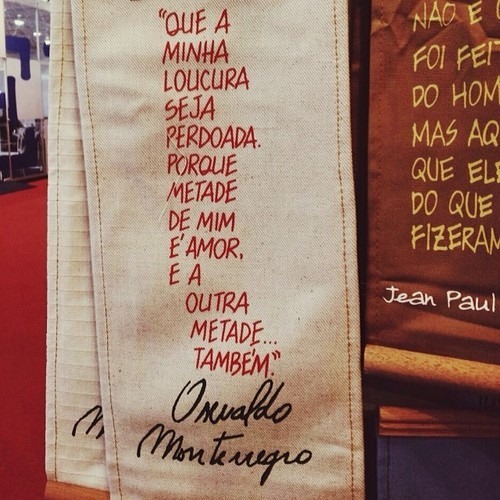 "QUE A
MINHA
LOUCURA
SEJA
PERDOADA.
PORQUE
METADE
DE MIM
É AMOR,
E A
OUTRA
METADE...
TAMBÉM."
Oswaldo
Montenegro
NÃO É
FOI FEI
DO HOM
MAS AQ
QUE ELE
DO QUE
FIZERAM
Jean Paul